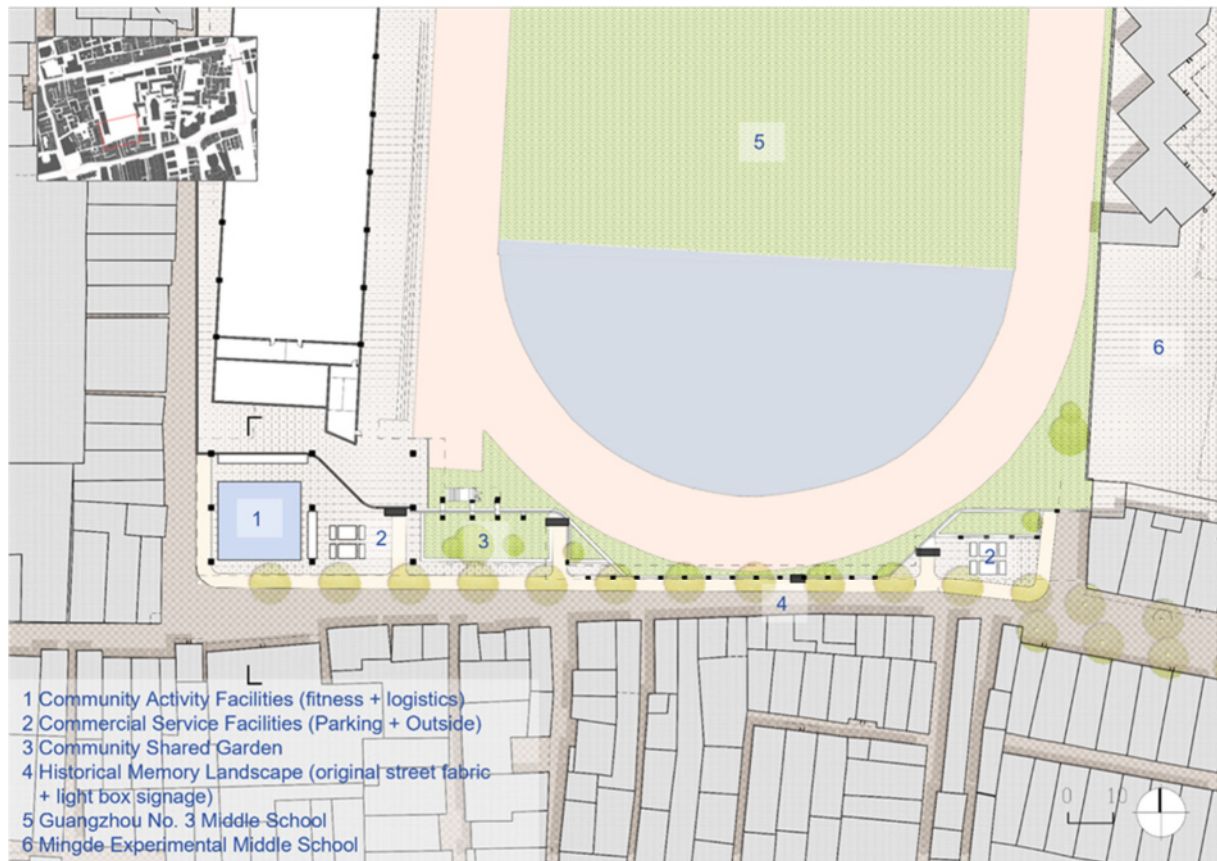 5
6
1
2
3
2
4
1 Community Activity Facilities (fitness + logistics)
2 Commercial Service Facilities (Parking + Outside)
3 Community Shared Garden
4 Historical Memory Landscape (original street fabric
+ light box signage)
5 Guangzhou No. 3 Middle School
6 Mingde Experimental Middle School
0 10